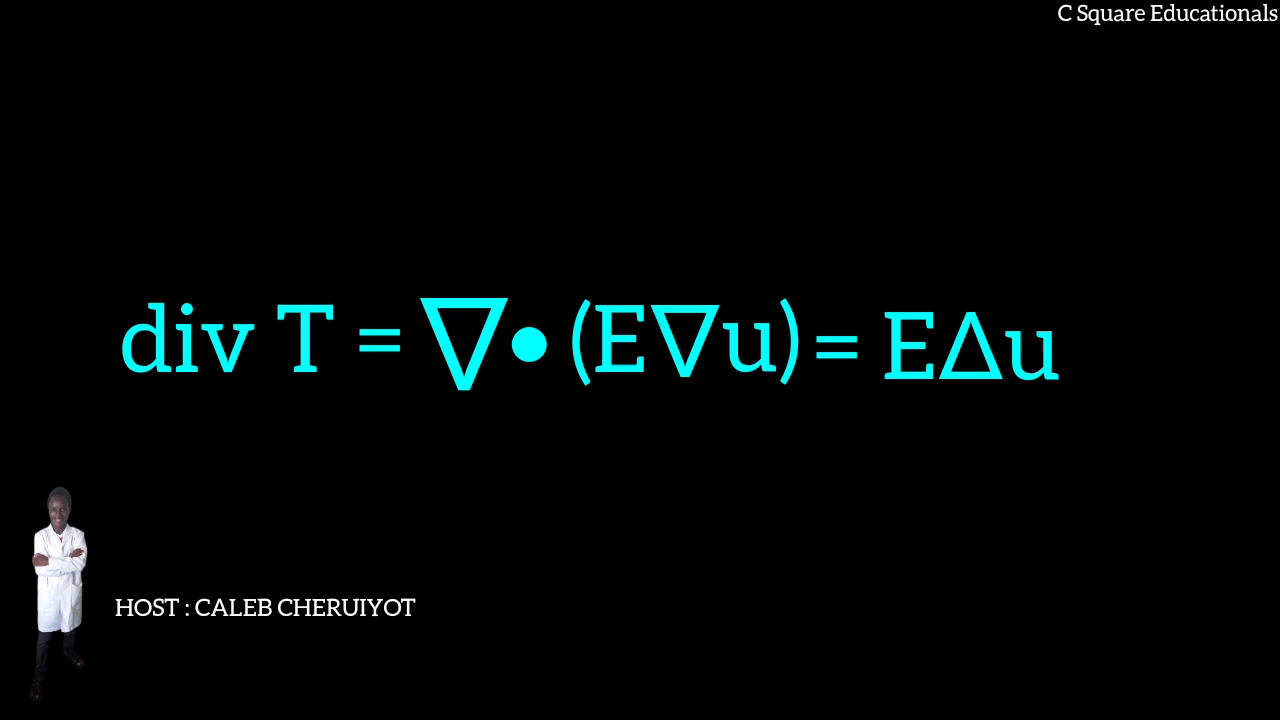 C Square Educationals
div T = ∇• (E∇u) = EΔu
HOST : CALEB CHERUIYOT